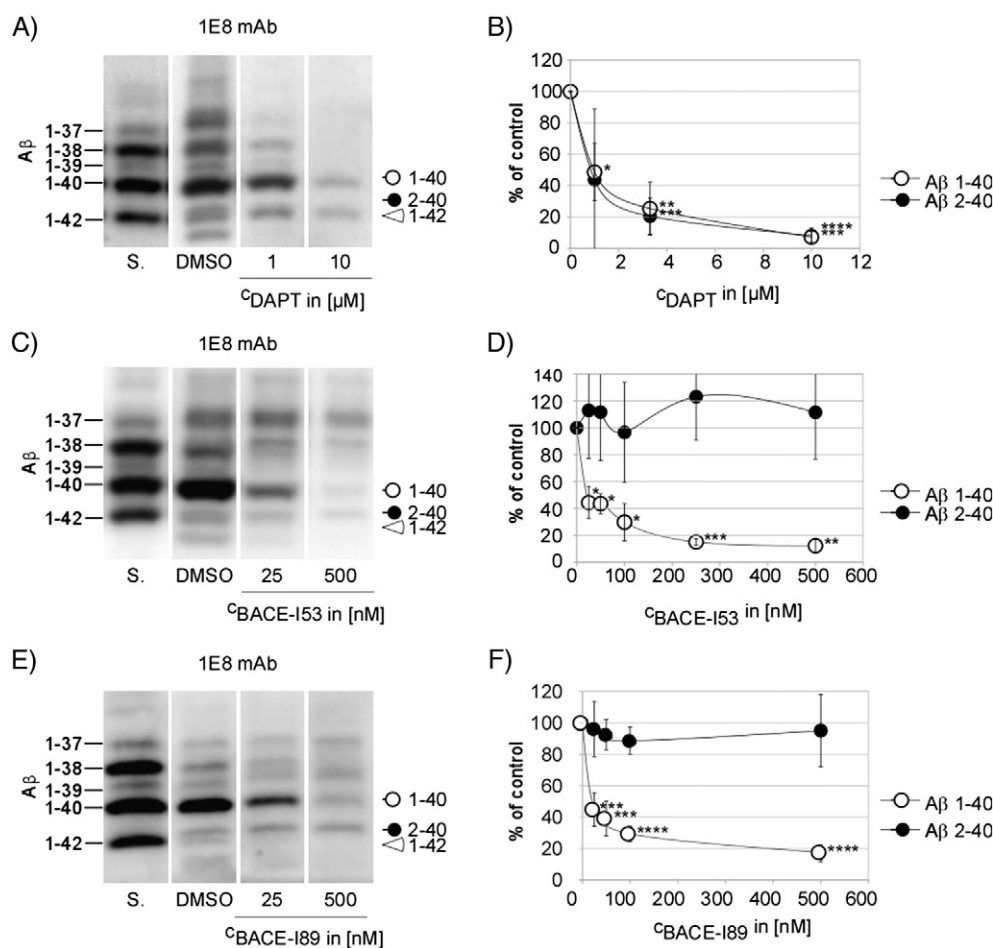 A)
1E8 mAb
Aβ
1-37
1-38
1-39
1-40
1-42
1-40
2-40
1-42
S. DMSO 1 10
cDAPT in [µM]
B)
% of control
120
100
80
60
40
20
0
*
**
***
****
***
0 2 4 6 8 10 12
cDAPT in [µM]
Aβ 1-40
Aβ 2-40
C)
1E8 mAb
Aβ
1-37
1-38
1-39
1-40
1-42
1-40
2-40
1-42
S. DMSO 25 500
cBACE-I53 in [nM]
D)
% of control
140
120
100
80
60
40
20
0
* *
*
***
**
0 100 200 300 400 500 600
cBACE-I53 in [nM]
Aβ 1-40
Aβ 2-40
E)
1E8 mAb
Aβ
1-37
1-38
1-39
1-40
1-42
1-40
2-40
1-42
S. DMSO 25 500
cBACE-I89 in [nM]
F)
% of control
120
100
80
60
40
20
0
***
***
****
****
0 100 200 300 400 500 600
cBACE-I89 in [nM]
Aβ 1-40
Aβ 2-40